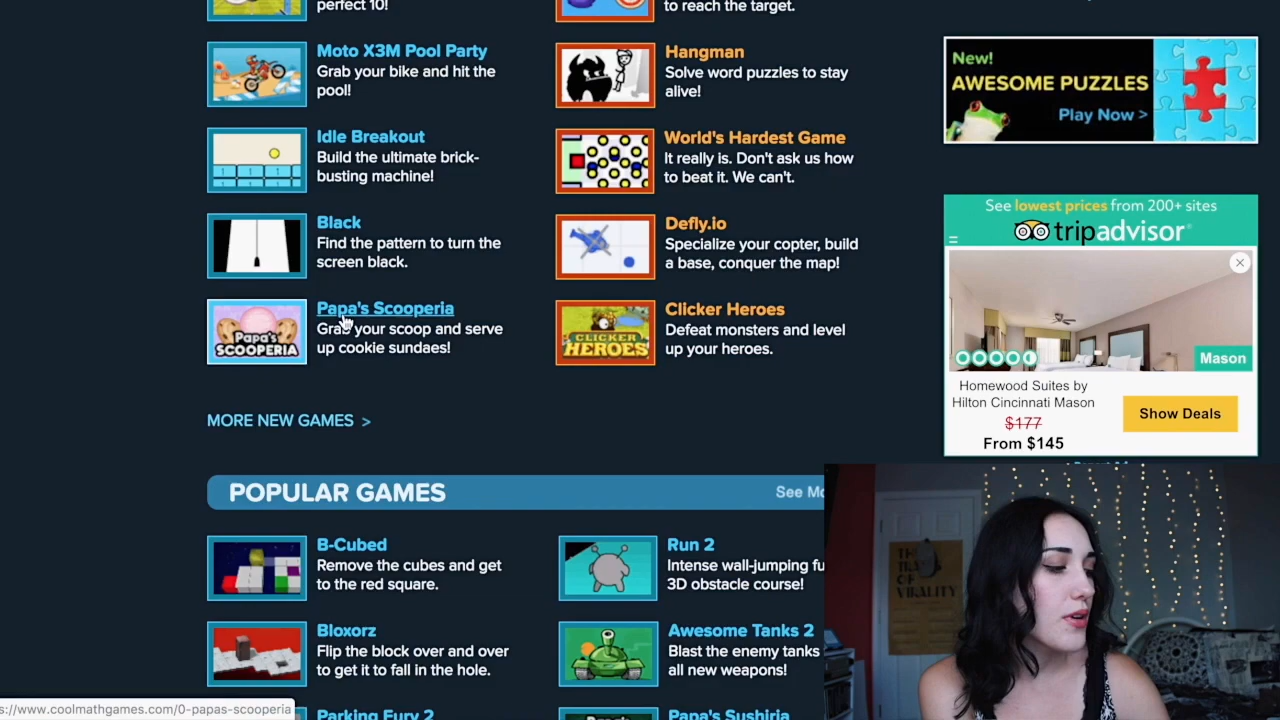 perfect 10!
to reach the target.
Moto X3M Pool Party
Grab your bike and hit the
pool!
Hangman
Solve word puzzles to stay
alive!
Idle Breakout
Build the ultimate brick-
busting machine!
World's Hardest Game
It really is. Don't ask us how
to beat it. We can't.
Black
Find the pattern to turn the
screen black.
Defly.io
Specialize your copter, build
a base, conquer the map!
Papa's
SCOOPERIA
Papa's Scooperia
Grab your scoop and serve
up cookie sundaes!
CLICKER
HEROES
Clicker Heroes
Defeat monsters and level
up your heroes.
MORE NEW GAMES >
New!
AWESOME PUZZLES
Play Now >
See lowest prices from 200+ sites
tripadvisor
Mason
Homewood Suites by
Hilton Cincinnati Mason
$177
From $145
Show Deals
POPULAR GAMES
See Mo
B-Cubed
Remove the cubes and get
to the red square.
Run 2
Intense wall-jumping fu
3D obstacle course!
Bloxorz
Flip the block over and over
to get it to fall in the hole.
Awesome Tanks 2
Blast the enemy tanks
all new weapons!
Parking Fury 2
Papa's Sushiria
s://www.coolmathgames.com/0-papas-scooperia
OF
VIRALITY